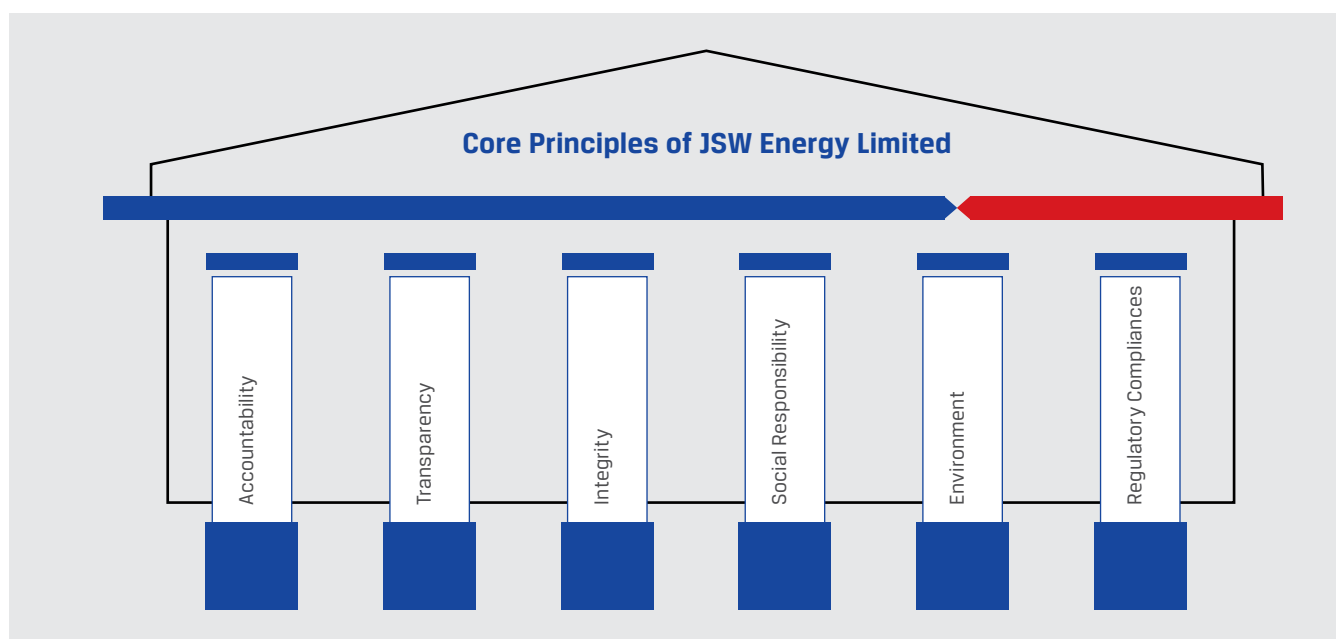 Core Principles of JSW Energy Limited
Accountability
Transparency
Integrity
Social Responsibility
Environment
Regulatory Compliances